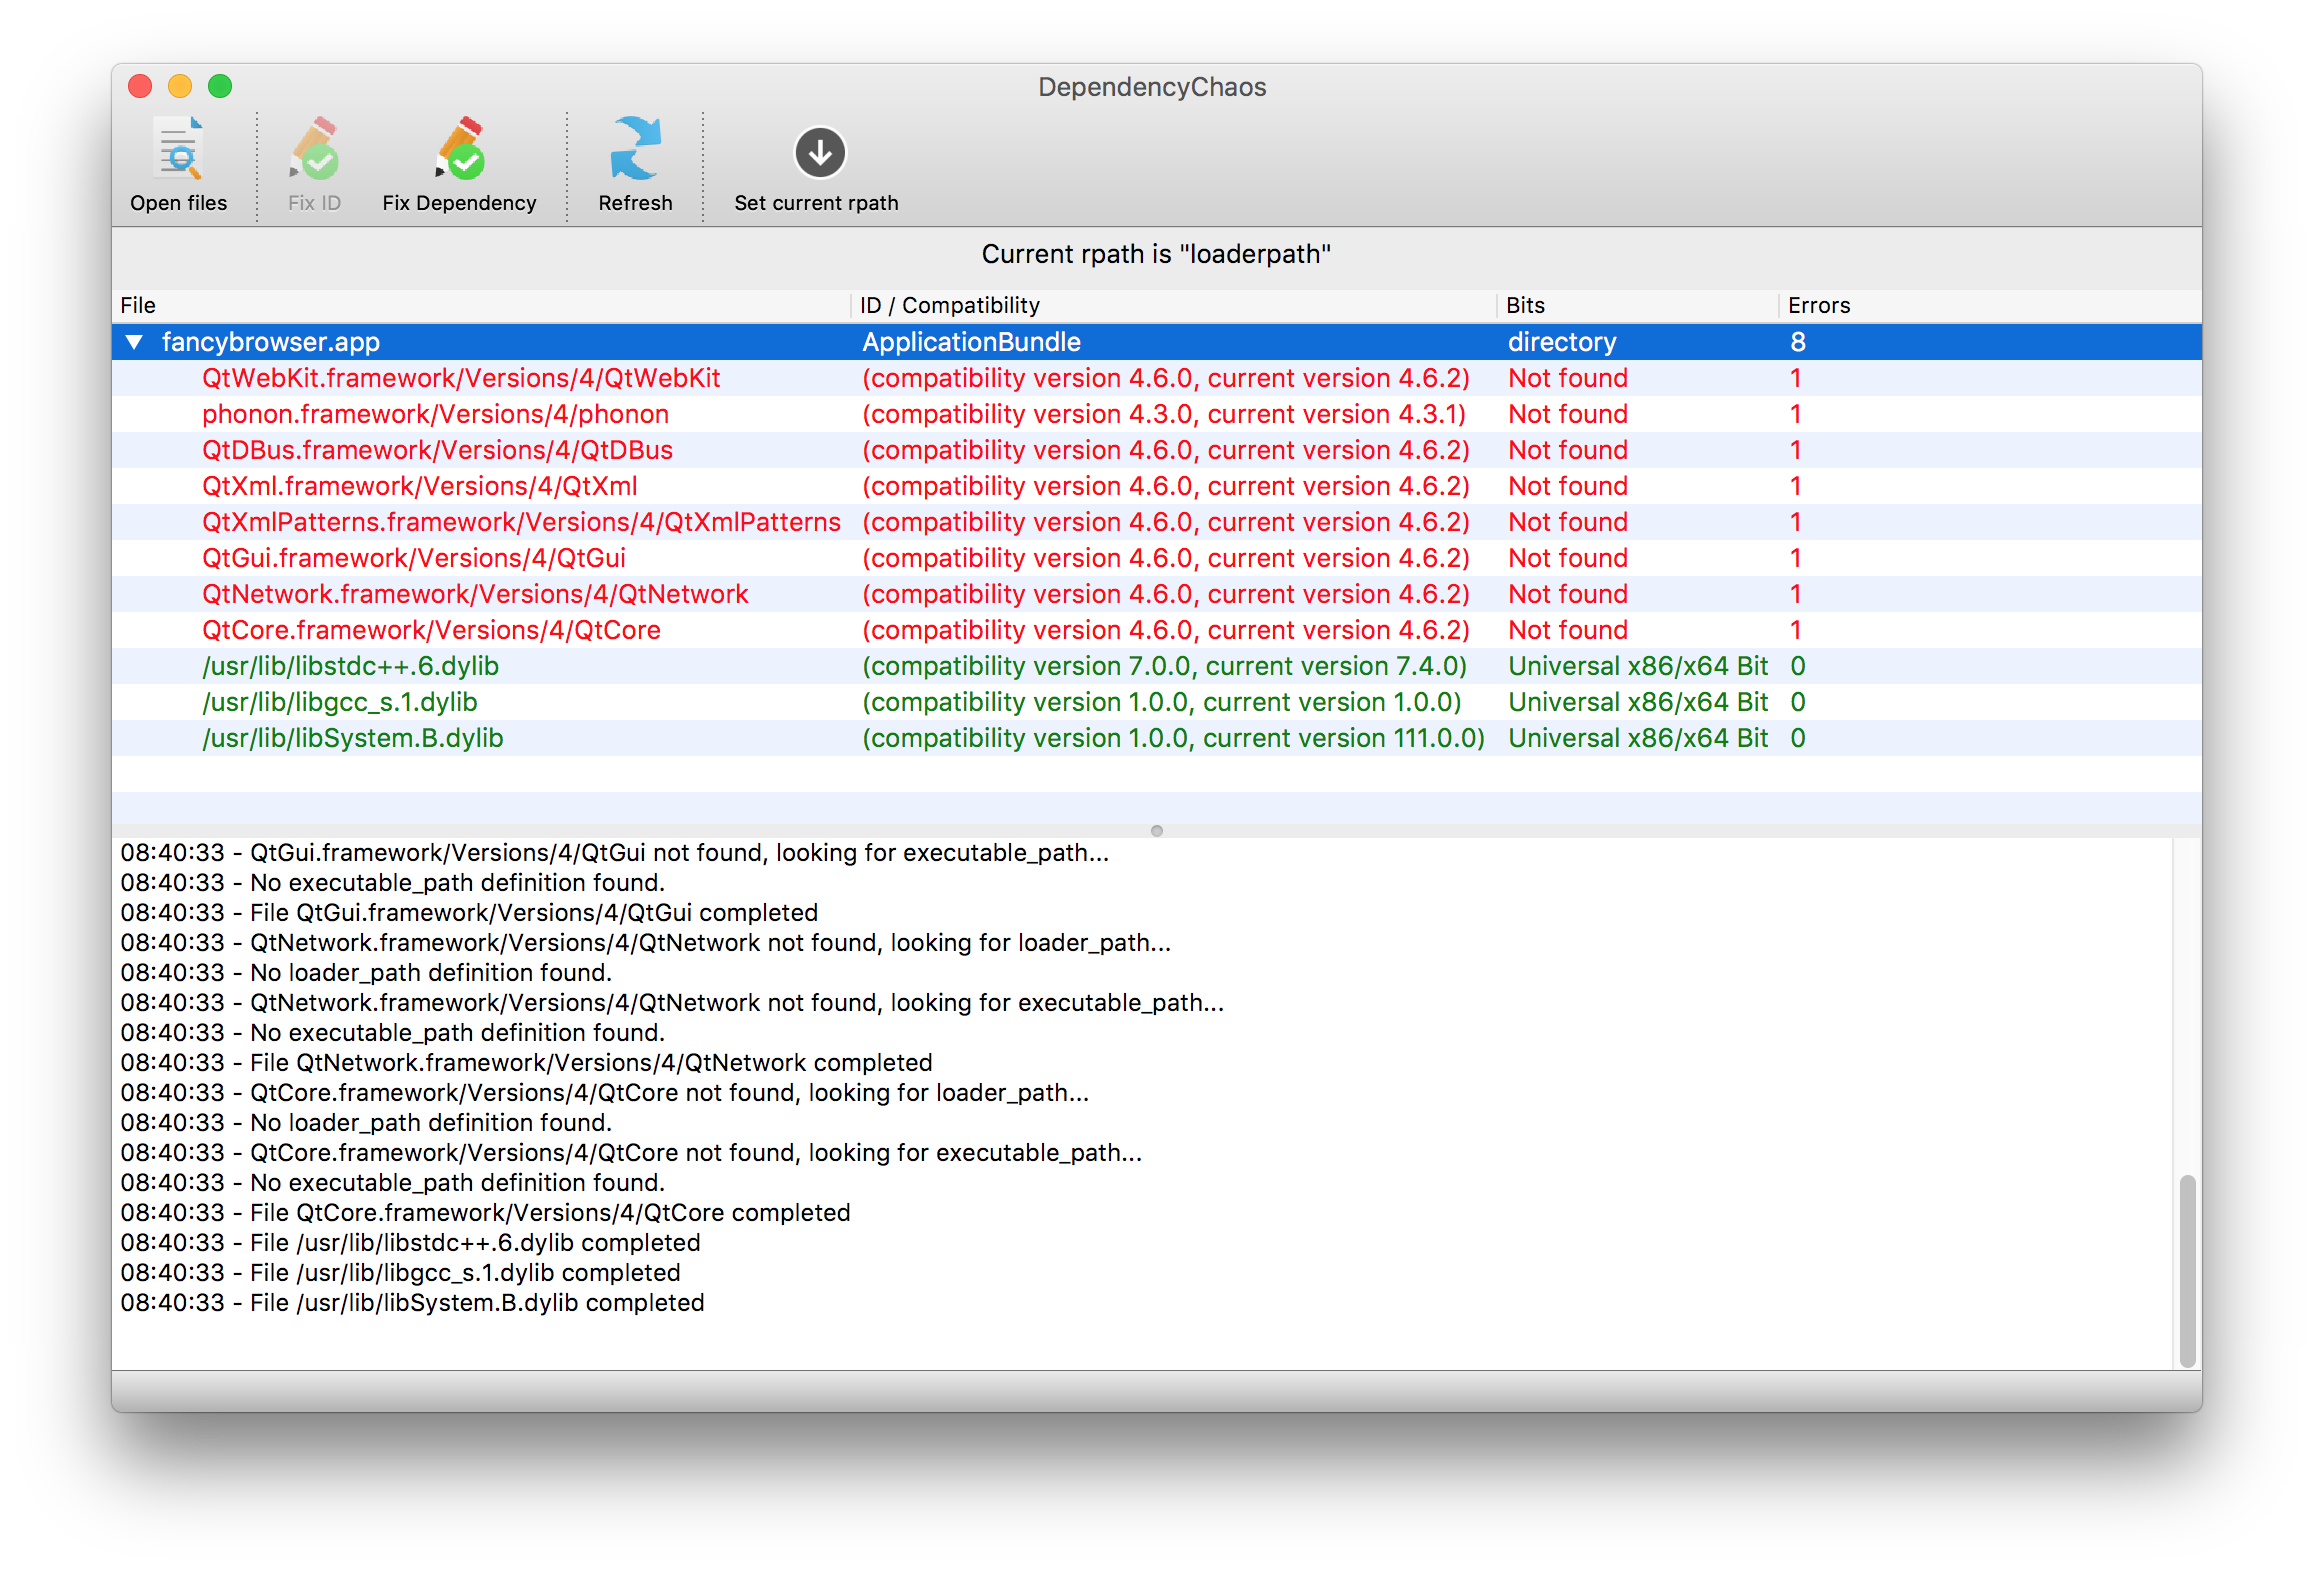 DependencyChaos
Open files Fix ID Fix Dependency Refresh Set current rpath
Current rpath is "loaderpath"
File ID / Compatibility Bits Errors
fancybrowser.app ApplicationBundle directory 8
QtWebKit.framework/Versions/4/QtWebKit (compatibility version 4.6.0, current version 4.6.2) Not found 1
phonon.framework/Versions/4/phonon (compatibility version 4.3.0, current version 4.3.1) Not found 1
QtDBus.framework/Versions/4/QtDBus (compatibility version 4.6.0, current version 4.6.2) Not found 1
QtXml.framework/Versions/4/QtXml (compatibility version 4.6.0, current version 4.6.2) Not found 1
QtXmlPatterns.framework/Versions/4/QtXmlPatterns (compatibility version 4.6.0, current version 4.6.2) Not found 1
QtGui.framework/Versions/4/QtGui (compatibility version 4.6.0, current version 4.6.2) Not found 1
QtNetwork.framework/Versions/4/QtNetwork (compatibility version 4.6.0, current version 4.6.2) Not found 1
QtCore.framework/Versions/4/QtCore (compatibility version 4.6.0, current version 4.6.2) Not found 1
/usr/lib/libstdc++.6.dylib (compatibility version 7.0.0, current version 7.4.0) Universal x86/x64 Bit 0
/usr/lib/libgcc_s.1.dylib (compatibility version 1.0.0, current version 1.0.0) Universal x86/x64 Bit 0
/usr/lib/libSystem.B.dylib (compatibility version 1.0.0, current version 111.0.0) Universal x86/x64 Bit 0
08:40:33 - QtGui.framework/Versions/4/QtGui not found, looking for executable_path...
08:40:33 - No executable_path definition found.
08:40:33 - File QtGui.framework/Versions/4/QtGui completed
08:40:33 - QtNetwork.framework/Versions/4/QtNetwork not found, looking for loader_path...
08:40:33 - No loader_path definition found.
08:40:33 - QtNetwork.framework/Versions/4/QtNetwork not found, looking for executable_path...
08:40:33 - No executable_path definition found.
08:40:33 - File QtNetwork.framework/Versions/4/QtNetwork completed
08:40:33 - QtCore.framework/Versions/4/QtCore not found, looking for loader_path...
08:40:33 - No loader_path definition found.
08:40:33 - QtCore.framework/Versions/4/QtCore not found, looking for executable_path...
08:40:33 - No executable_path definition found.
08:40:33 - File QtCore.framework/Versions/4/QtCore completed
08:40:33 - File /usr/lib/libstdc++.6.dylib completed
08:40:33 - File /usr/lib/libgcc_s.1.dylib completed
08:40:33 - File /usr/lib/libSystem.B.dylib completed